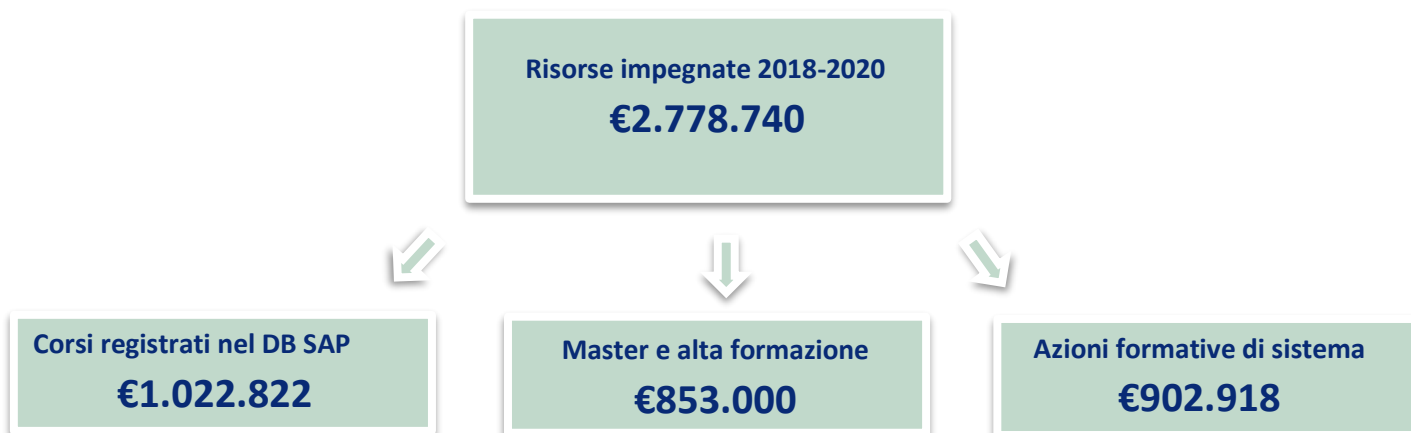 Risorse impegnate 2018-2020
€2.778.740
Corsi registrati nel DB SAP
€1.022.822
Master e alta formazione
€853.000
Azioni formative di sistema
€902.918